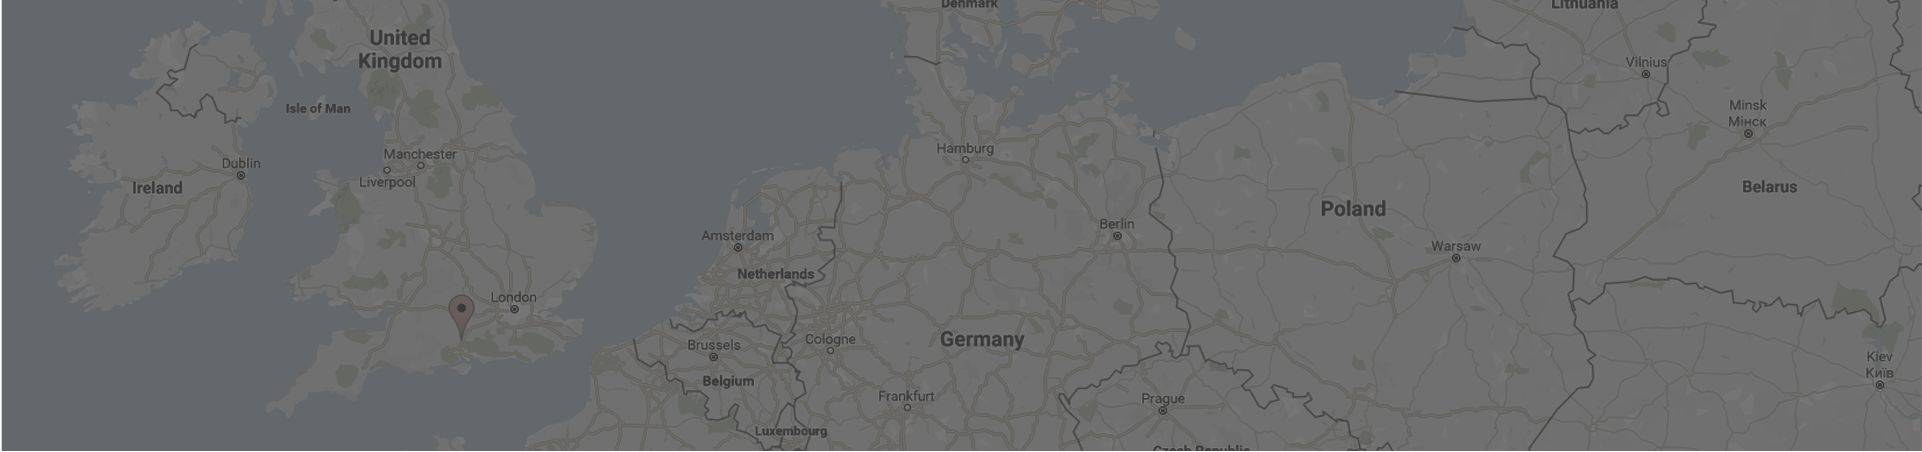 Denmark
Lithuania
United
Kingdom
Vilnius
Isle of Man
Minsk
Мінск
Hamburg
Manchester
Dublin
Liverpool
Ireland
Belarus
Poland
Berlin
Amsterdam
Warsaw
Netherlands
London
Germany
Cologne
Brussels
Kiev
Київ
Belgium
Frankfurt
Prague
Luxembourg
Czech Republic